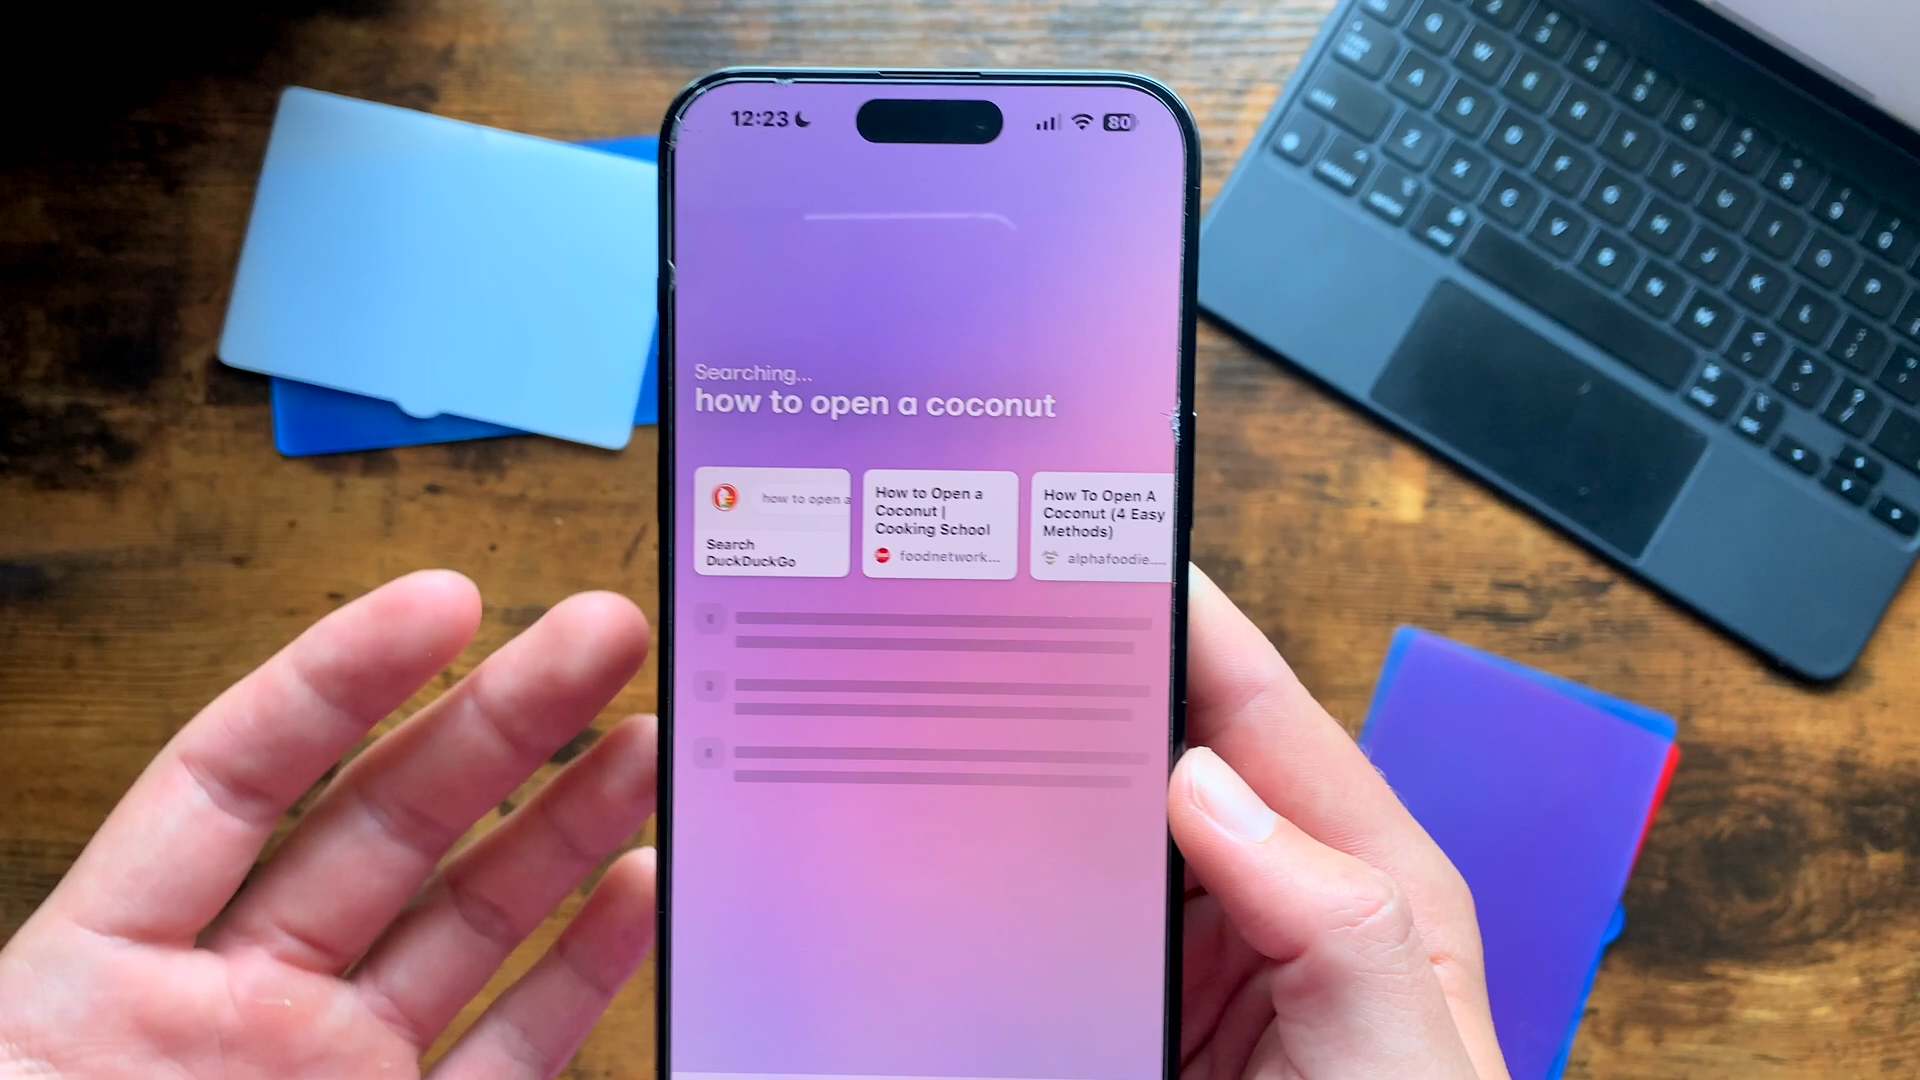 12:23
80
Searching...
how to open a coconut
how to open a
Search
DuckDuckGo
How to Open a
Coconut |
Cooking School
foodnetwork...
How To Open A
Coconut (4 Easy
Methods)
alphafoodie....